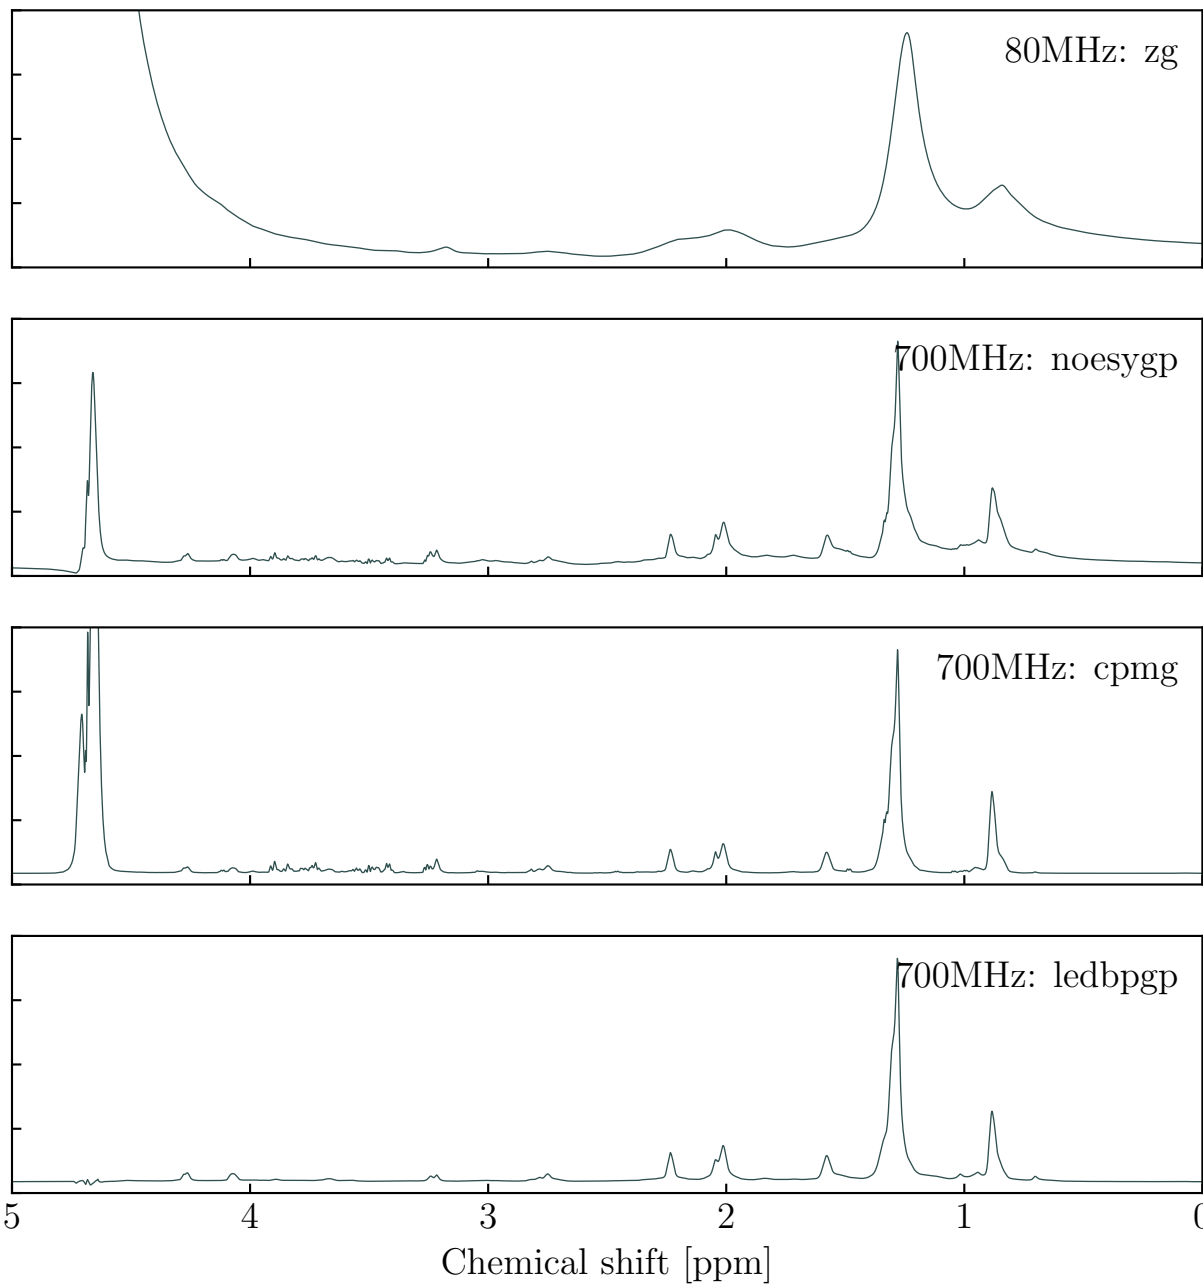 80MHz: zg
700MHz: noesygp
700MHz: cpmg
700MHz: ledbpgp
5 4 3 2 1 0
Chemical shift [ppm]